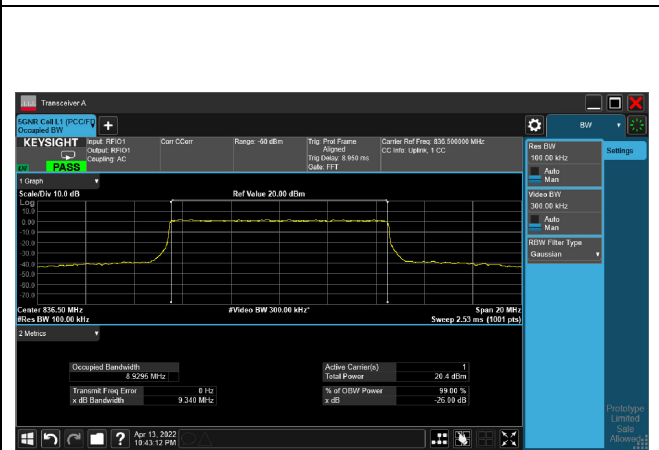 Transceiver A
5GNR Cell L1 (PCC/FD
Occupied BW
KEYSIGHT
PASS
Input: RFIO1
Output: RFIO1
Coupling: AC
Corr CCorr
Range: -60 dBm
Trig: Prof Frame
Aligned
Trig Delay: 8.950 ms
Gate: FFT
Carrier Ref Freq: 836.500000 MHz
CC Info: Uplink, 1 CC
BW
Res BW
100.00 kHz
Auto
Man
Settings
Video BW
300.00 kHz
Auto
Man
RBW Filter Type
Gaussian
1 Graph
Scale/Div 10.0 dB
Ref Value 20.00 dBm
Log
10.0
0.00
-10.0
-20.0
-30.0
-40.0
-50.0
-60.0
-70.0
Center 836.50 MHz
#Video BW 300.00 kHz*
Span 20 MHz
#Res BW 100.00 kHz
Sweep 2.53 ms (1001 pts)
2 Metrics
Occupied Bandwidth
8.9295 MHz
Transmit Freq Error 0 Hz
x dB Bandwidth 9.340 MHz
Active Carrier(s) 1
Total Power 20.4 dBm
% of OBW Power 99.00 %
x dB -26.00 dB
Prototype
Limited
Sale
Allowed
?
Apr 13, 2022
10:43:12 PM